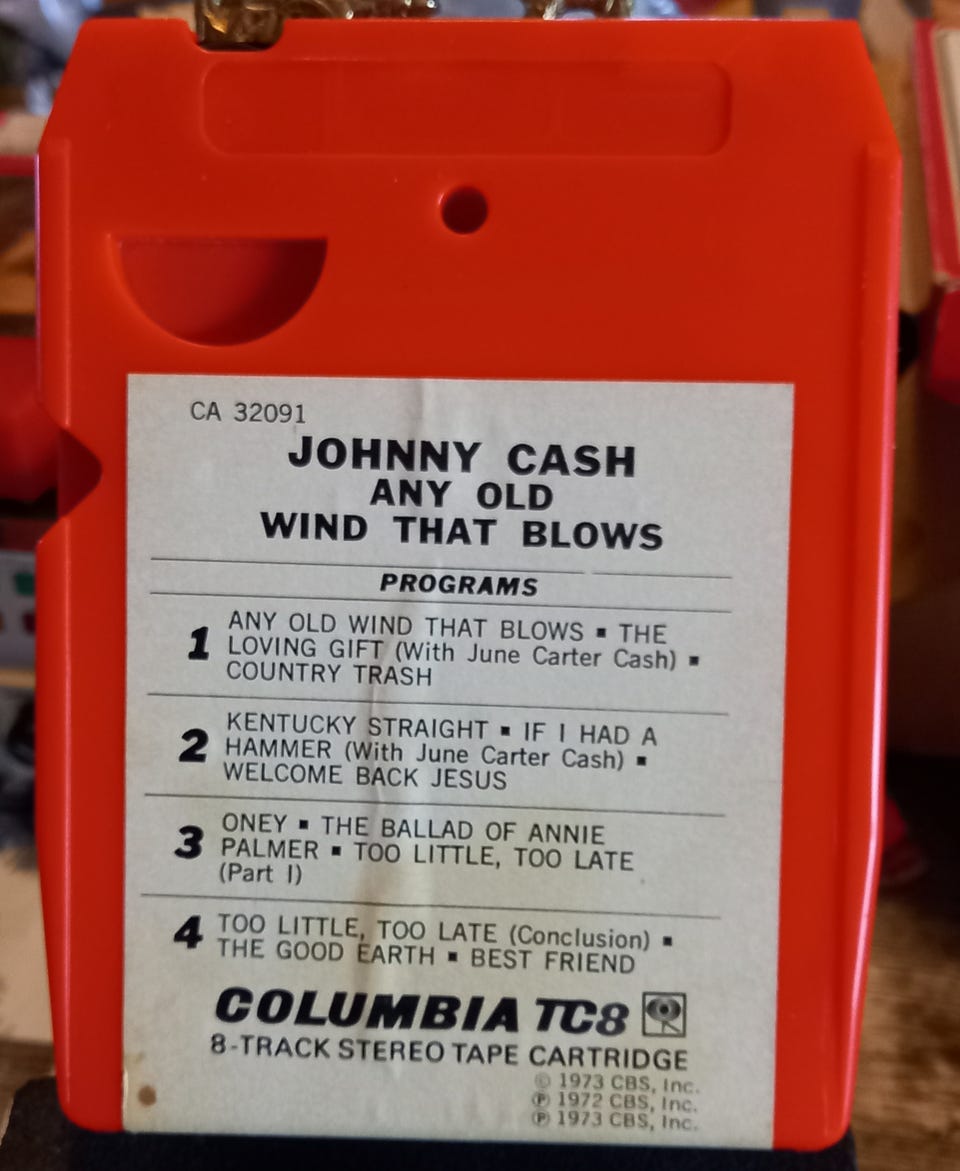 CA 32091
JOHNNY CASH
ANY OLD
WIND THAT BLOWS
PROGRAMS
1 ANY OLD WIND THAT BLOWS ▪ THE
LOVING GIFT (With June Carter Cash) ▪
COUNTRY TRASH
2 KENTUCKY STRAIGHT ▪ IF I HAD A
HAMMER (With June Carter Cash) ▪
WELCOME BACK JESUS
3 ONEY ▪ THE BALLAD OF ANNIE
PALMER ▪ TOO LITTLE, TOO LATE
(Part I)
4 TOO LITTLE, TOO LATE (Conclusion) ▪
THE GOOD EARTH ▪ BEST FRIEND
COLUMBIA TC8
8-TRACK STEREO TAPE CARTRIDGE
© 1973 CBS, Inc.
℗ 1972 CBS, Inc.
℗ 1973 CBS, Inc.